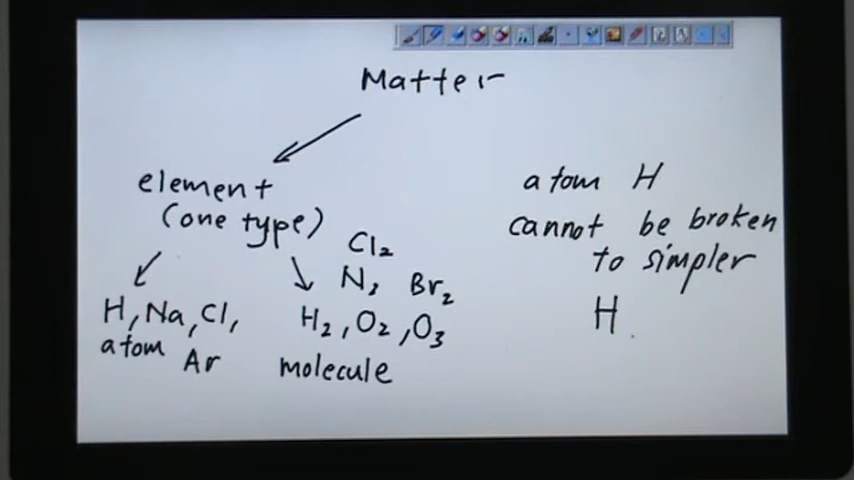 Matter
element
(one type)
Cl2
N2 Br2
H, Na, Cl, H2, O2, O3
atom Ar molecule
atom H
cannot be broken
to simpler
H